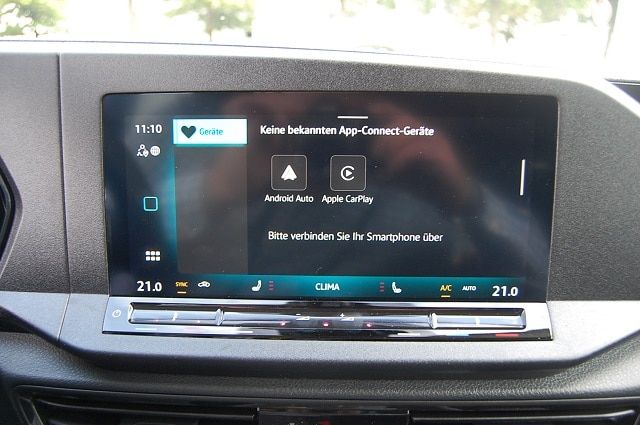 11:10
Geräte
Keine bekannten App-Connect-Geräte
Android Auto
Apple CarPlay
Bitte verbinden Sie Ihr Smartphone über
21.0
SYNC
CLIMA
A/C
AUTO
21.0